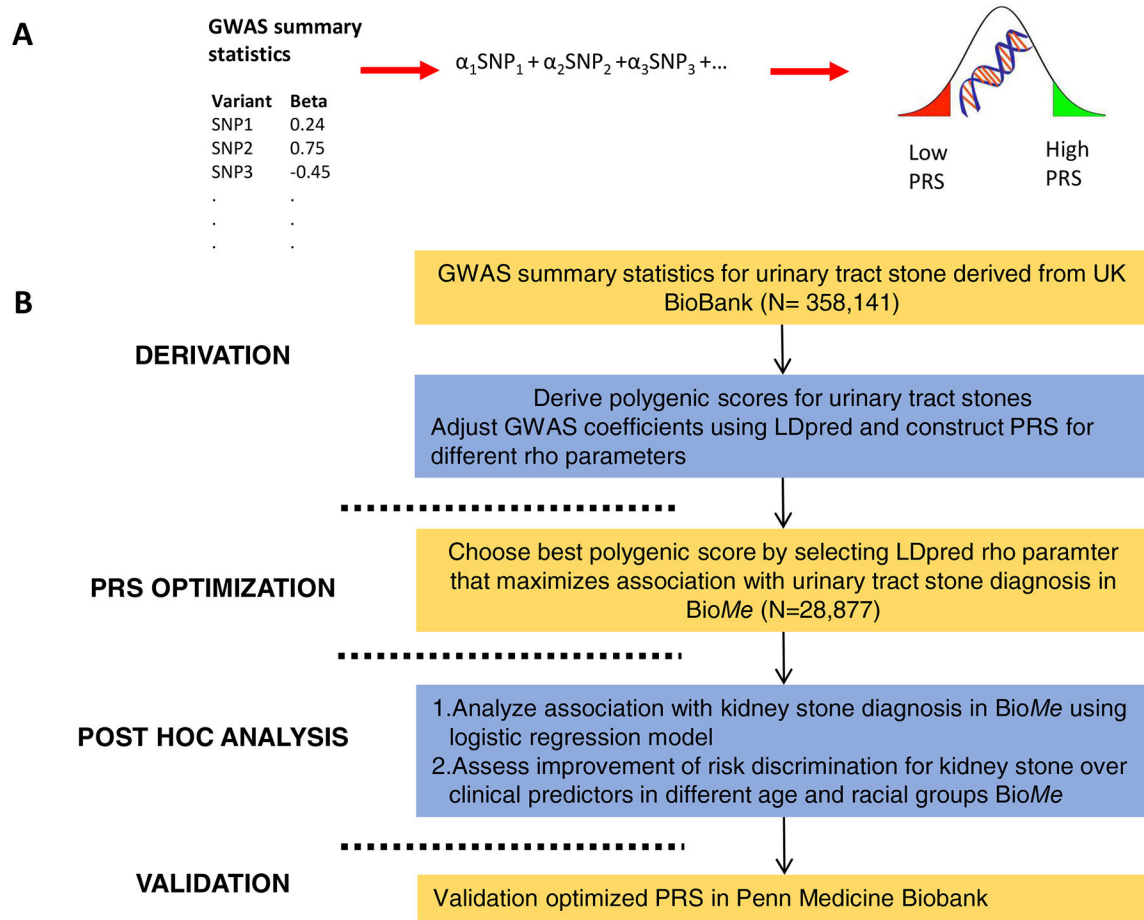 A
GWAS summary
statistics
Variant Beta
SNP1 0.24
SNP2 0.75
SNP3 -0.45
. .
. .
. .
α₁SNP₁ + α₂SNP₂ +α₃SNP₃ +...
Low
PRS
High
PRS
B
GWAS summary statistics for urinary tract stone derived from UK
BioBank (N= 358,141)
DERIVATION
Derive polygenic scores for urinary tract stones
Adjust GWAS coefficients using LDpred and construct PRS for
different rho parameters
PRS OPTIMIZATION
Choose best polygenic score by selecting LDpred rho paramter
that maximizes association with urinary tract stone diagnosis in
BioMe (N=28,877)
POST HOC ANALYSIS
1.Analyze association with kidney stone diagnosis in BioMe using
logistic regression model
2.Assess improvement of risk discrimination for kidney stone over
clinical predictors in different age and racial groups BioMe
VALIDATION
Validation optimized PRS in Penn Medicine Biobank